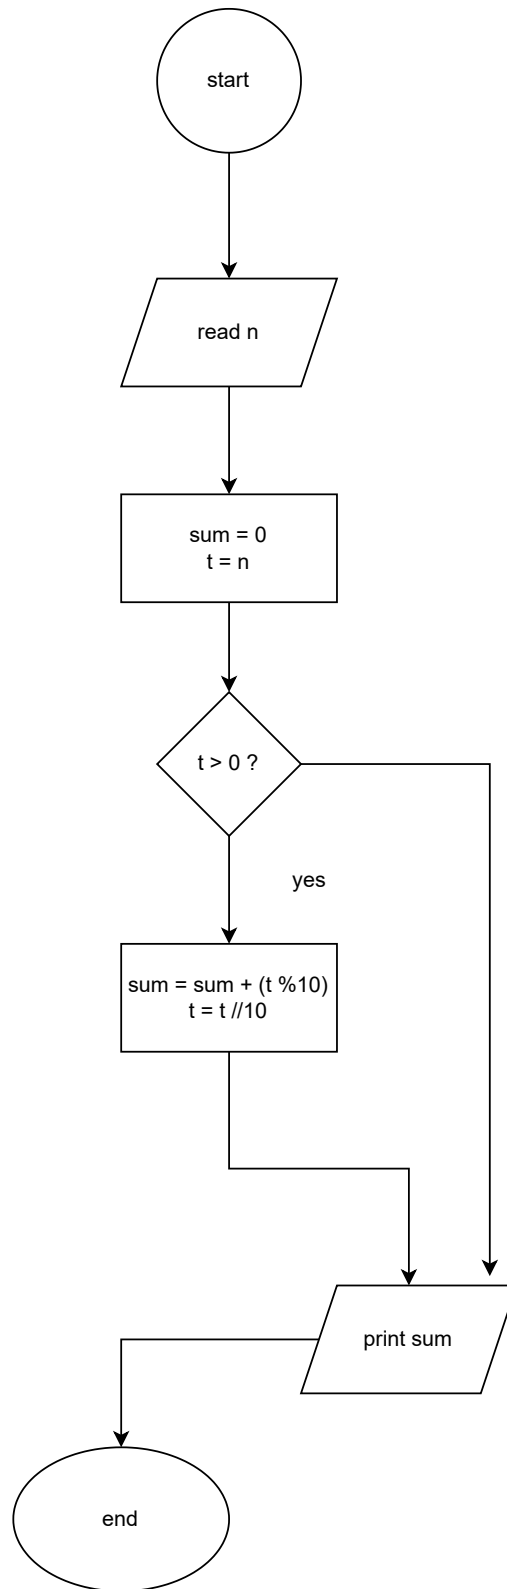 start
read n
sum = 0
t = n
t > 0 ?
yes
sum = sum + (t %10)
t = t //10
print sum
end